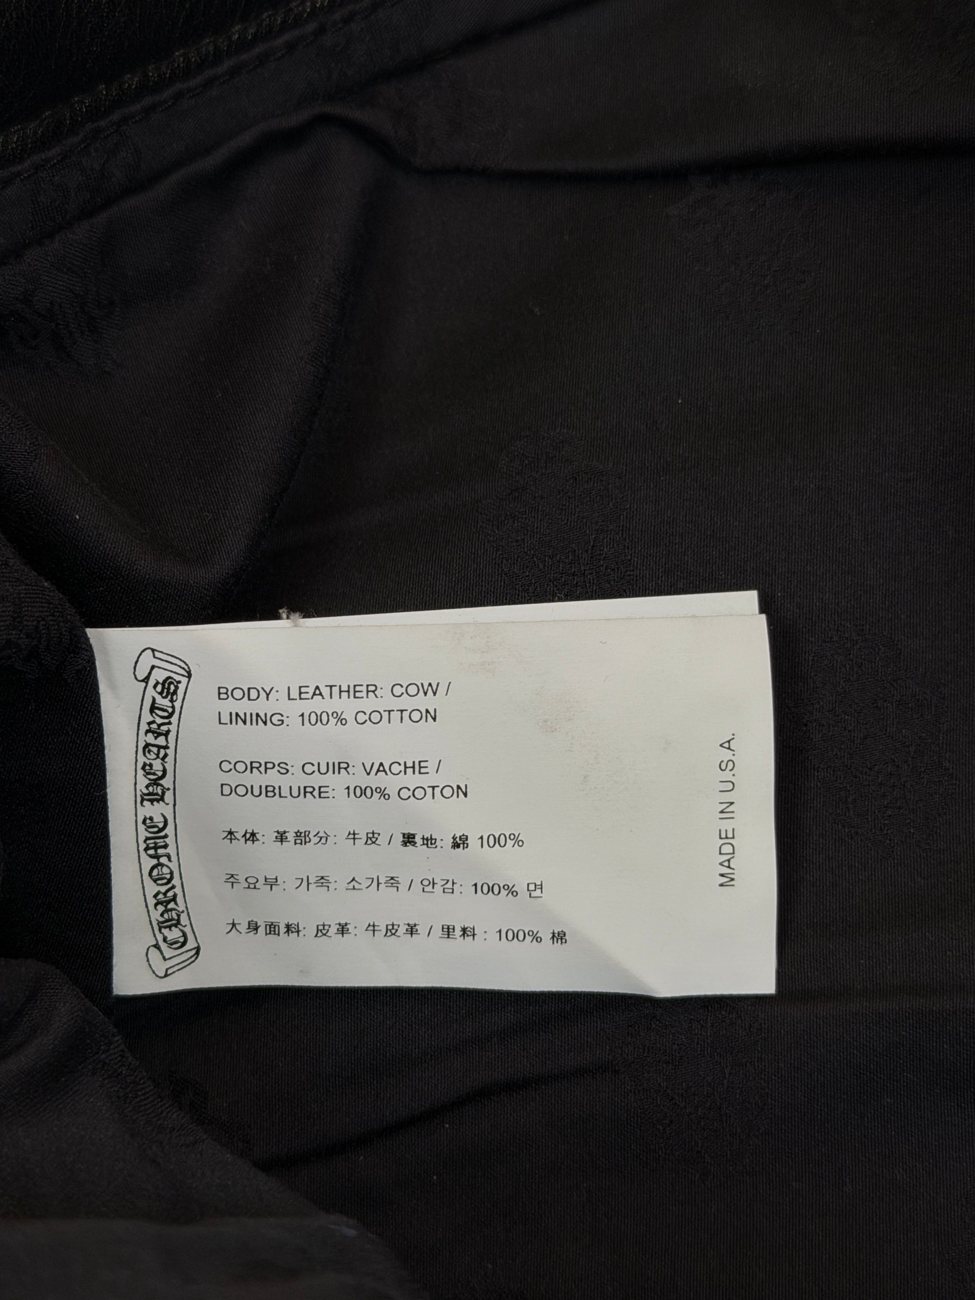 CHROME HEARTS
BODY: LEATHER: COW /
LINING: 100% COTTON
CORPS: CUIR: VACHE /
DOUBLURE: 100% COTON
本体: 革部分: 牛皮 / 裏地: 綿 100%
주요부: 가죽: 소가죽 / 안감: 100% 면
大身面料: 皮革: 牛皮革 / 里料 : 100% 棉
MADE IN U.S.A.